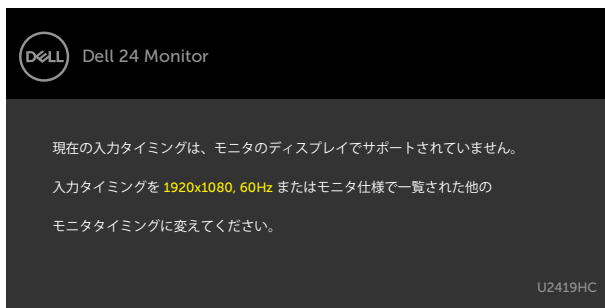 DELL
Dell 24 Monitor
現在の入力タイミングは、モニタのディスプレイでサポートされていません。
入力タイミングを 1920x1080, 60Hz またはモニタ仕様で一覧された他の
モニタタイミングに変えてください。
U2419HC